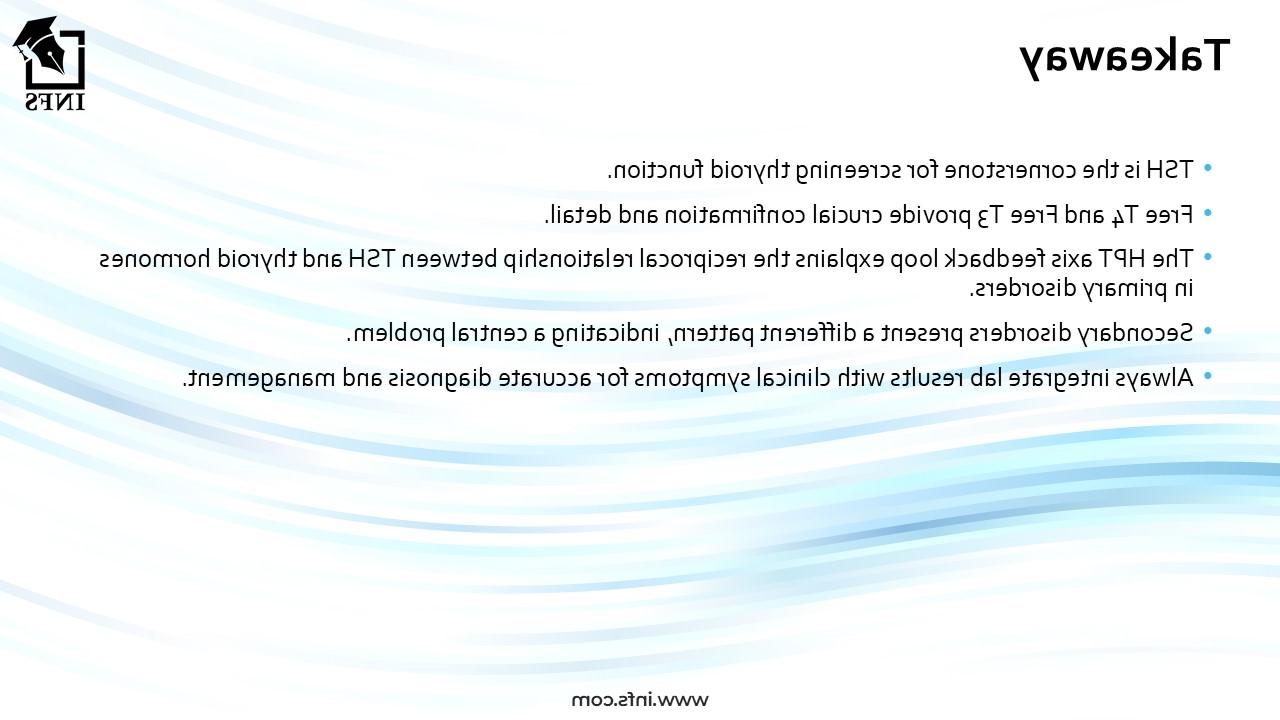 Takeaway
INFS
• TSH is the cornerstone for screening thyroid function.
• Free T₄ and Free T₃ provide crucial confirmation and detail.
• The HPT axis feedback loop explains the reciprocal relationship between TSH and thyroid hormones
in primary disorders.
• Secondary disorders present a different pattern, indicating a central problem.
• Always integrate lab results with clinical symptoms for accurate diagnosis and management.
www.infs.com